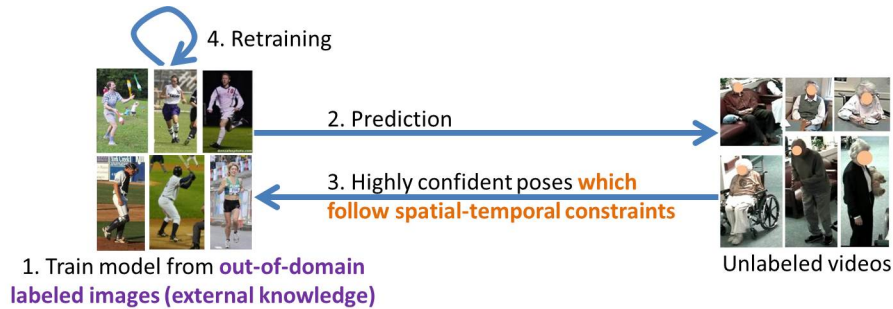 4. Retraining
2. Prediction
3. Highly confident poses which
follow spatial-temporal constraints
1. Train model from out-of-domain
labeled images (external knowledge)
Unlabeled videos